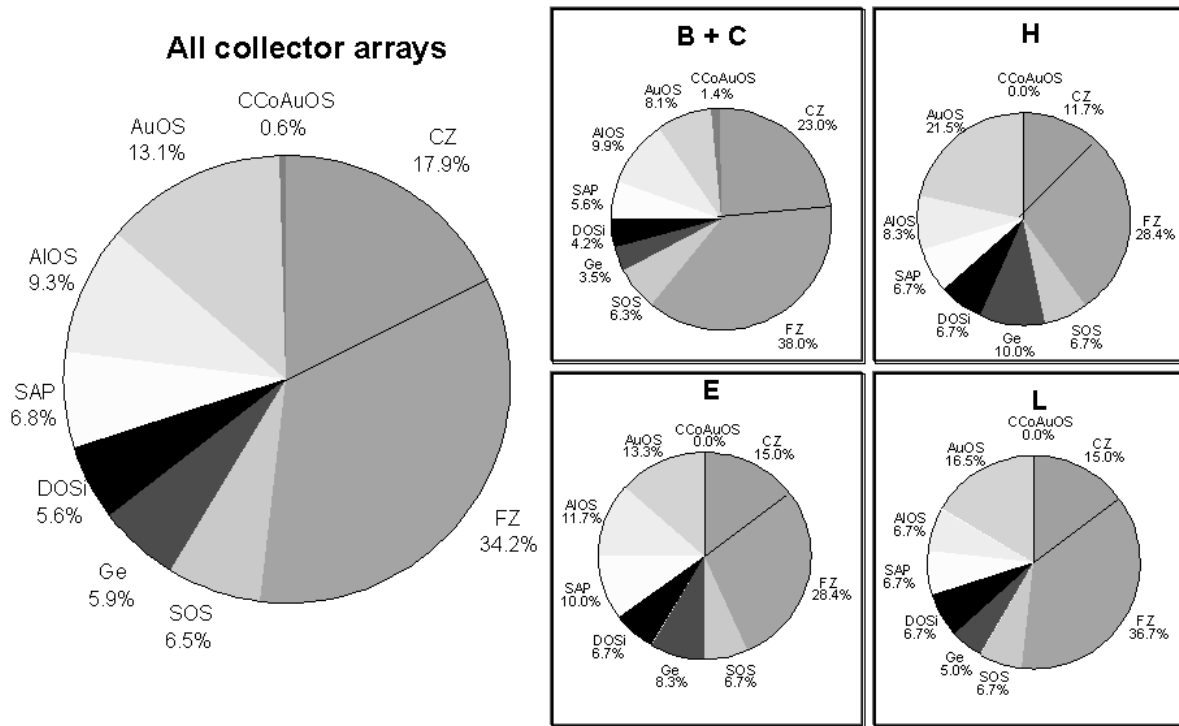 All collector arrays
CCoAuOS
0.6%
CZ
17.9%
FZ
34.2%
SOS
6.5%
Ge
5.9%
DOSi
5.6%
SAP
6.8%
AlOS
9.3%
AuOS
13.1%
B + C
CCoAuOS
1.4%
CZ
23.0%
FZ
38.0%
SOS
6.3%
Ge
3.5%
DOSi
4.2%
SAP
5.6%
AlOS
9.9%
AuOS
8.1%
H
CCoAuOS
0.0%
CZ
11.7%
FZ
28.4%
SOS
6.7%
Ge
10.0%
DOSi
6.7%
SAP
6.7%
AlOS
8.3%
AuOS
21.5%
E
CCoAuOS
0.0%
CZ
15.0%
FZ
28.4%
SOS
6.7%
Ge
8.3%
DOSi
6.7%
SAP
10.0%
AlOS
11.7%
AuOS
13.3%
L
CCoAuOS
0.0%
CZ
15.0%
FZ
36.7%
SOS
6.7%
Ge
5.0%
DOSi
6.7%
SAP
6.7%
AlOS
6.7%
AuOS
16.5%